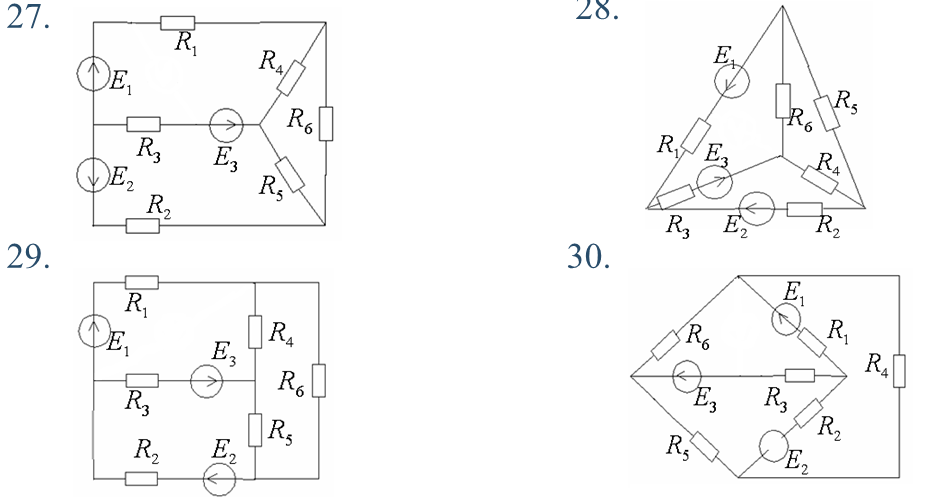 27.
R₁
E₁
R₄
R₃
E₃
R₆
E₂
R₅
R₂
28.
E₁
R₅
R₆
R₁
E₃
R₄
R₃
E₂
R₂
29.
R₁
E₁
R₄
E₃
R₃
R₆
R₂
E₂
R₅
30.
E₁
R₆
R₁
R₄
E₃
R₃
R₂
R₅
E₂